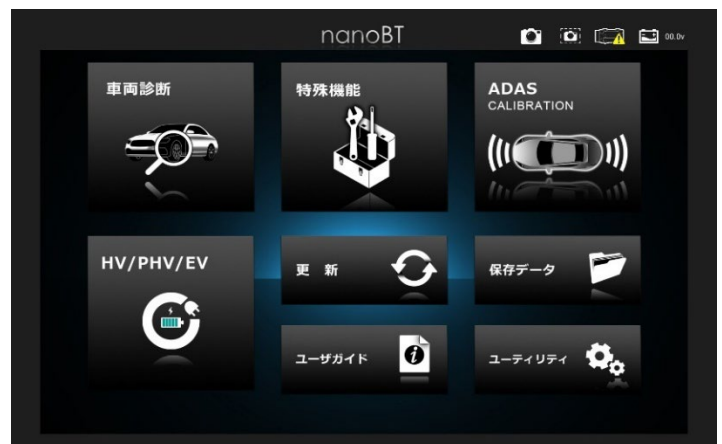 nanoBT
00.0v
車両診断
特殊機能
ADAS
CALIBRATION
HV/PHV/EV
更 新
保存データ
ユーザガイド
ユーティリティ